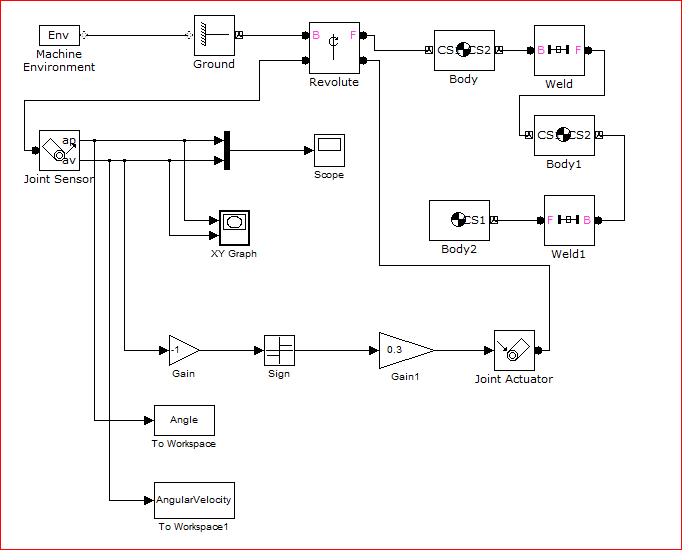 Env
Machine
Environment
Ground
B
F
Revolute
CS1
CS2
Body
B
F
Weld
CS1
CS2
Body1
ap
av
Joint Sensor
Scope
XY Graph
CS1
Body2
F
B
Weld1
-1
Gain
Sign
0.3
Gain1
Joint Actuator
Angle
To Workspace
AngularVelocity
To Workspace1